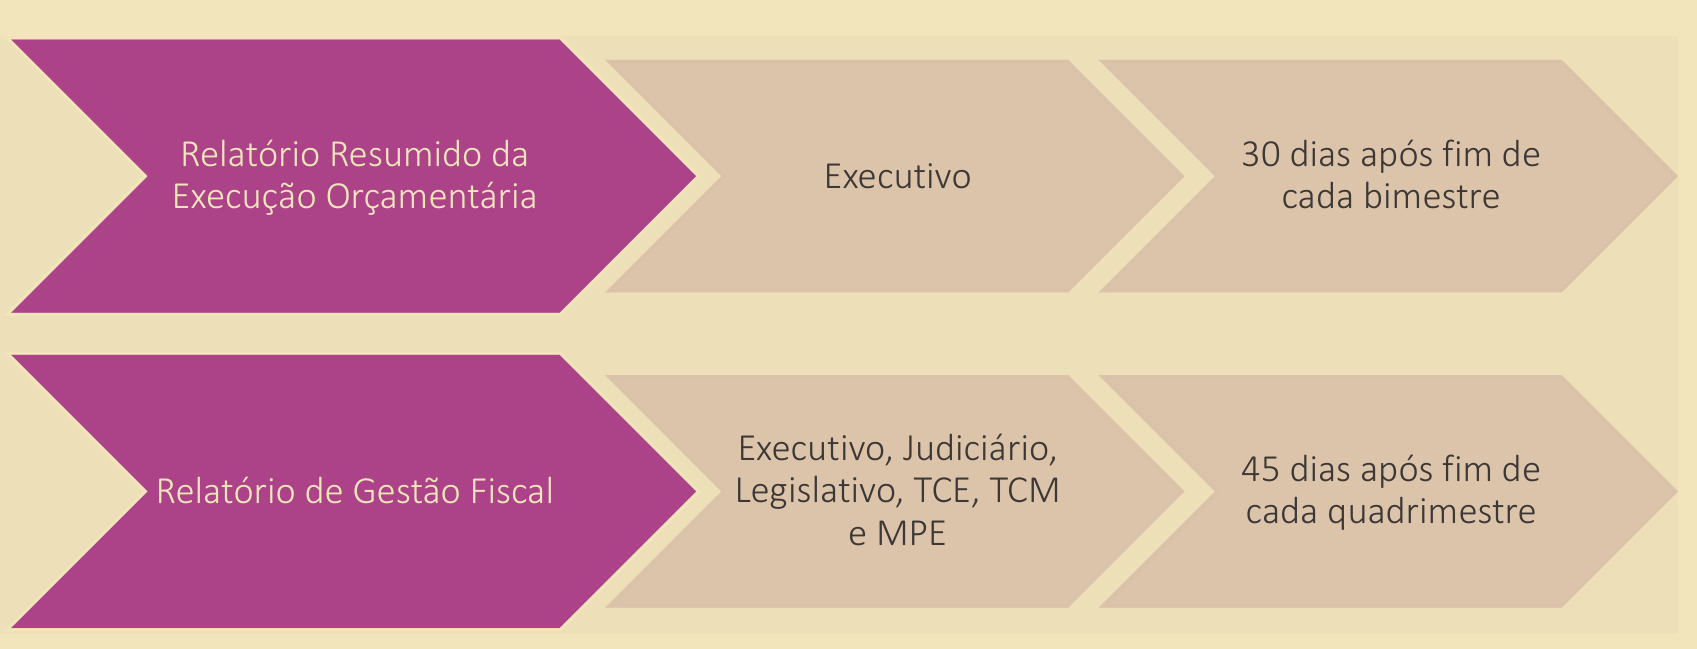 Relatório Resumido da
Execução Orçamentária
Executivo
30 dias após fim de
cada bimestre
Relatório de Gestão Fiscal
Executivo, Judiciário,
Legislativo, TCE, TCM
e MPE
45 dias após fim de
cada quadrimestre